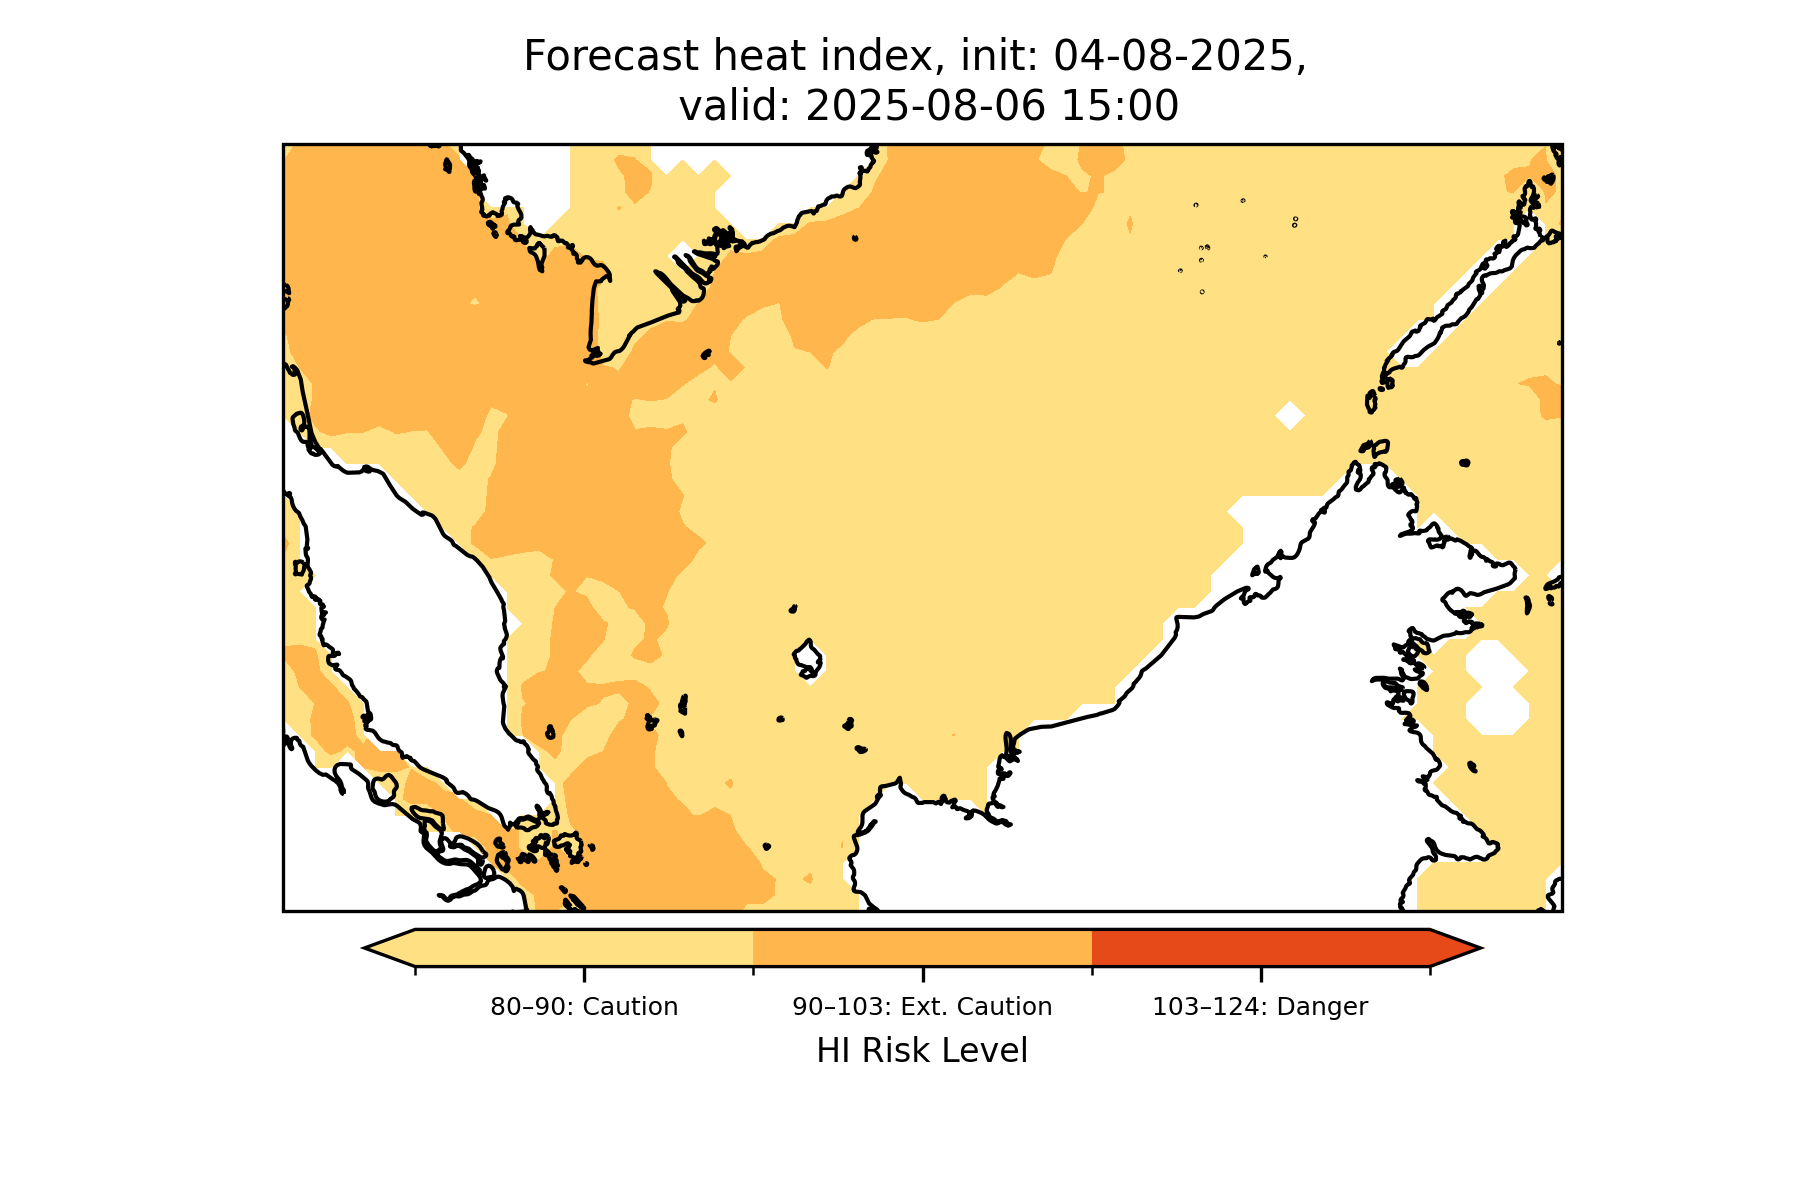 Forecast heat index, init: 04-08-2025,
valid: 2025-08-06 15:00
80–90: Caution
90–103: Ext. Caution
103–124: Danger
HI Risk Level